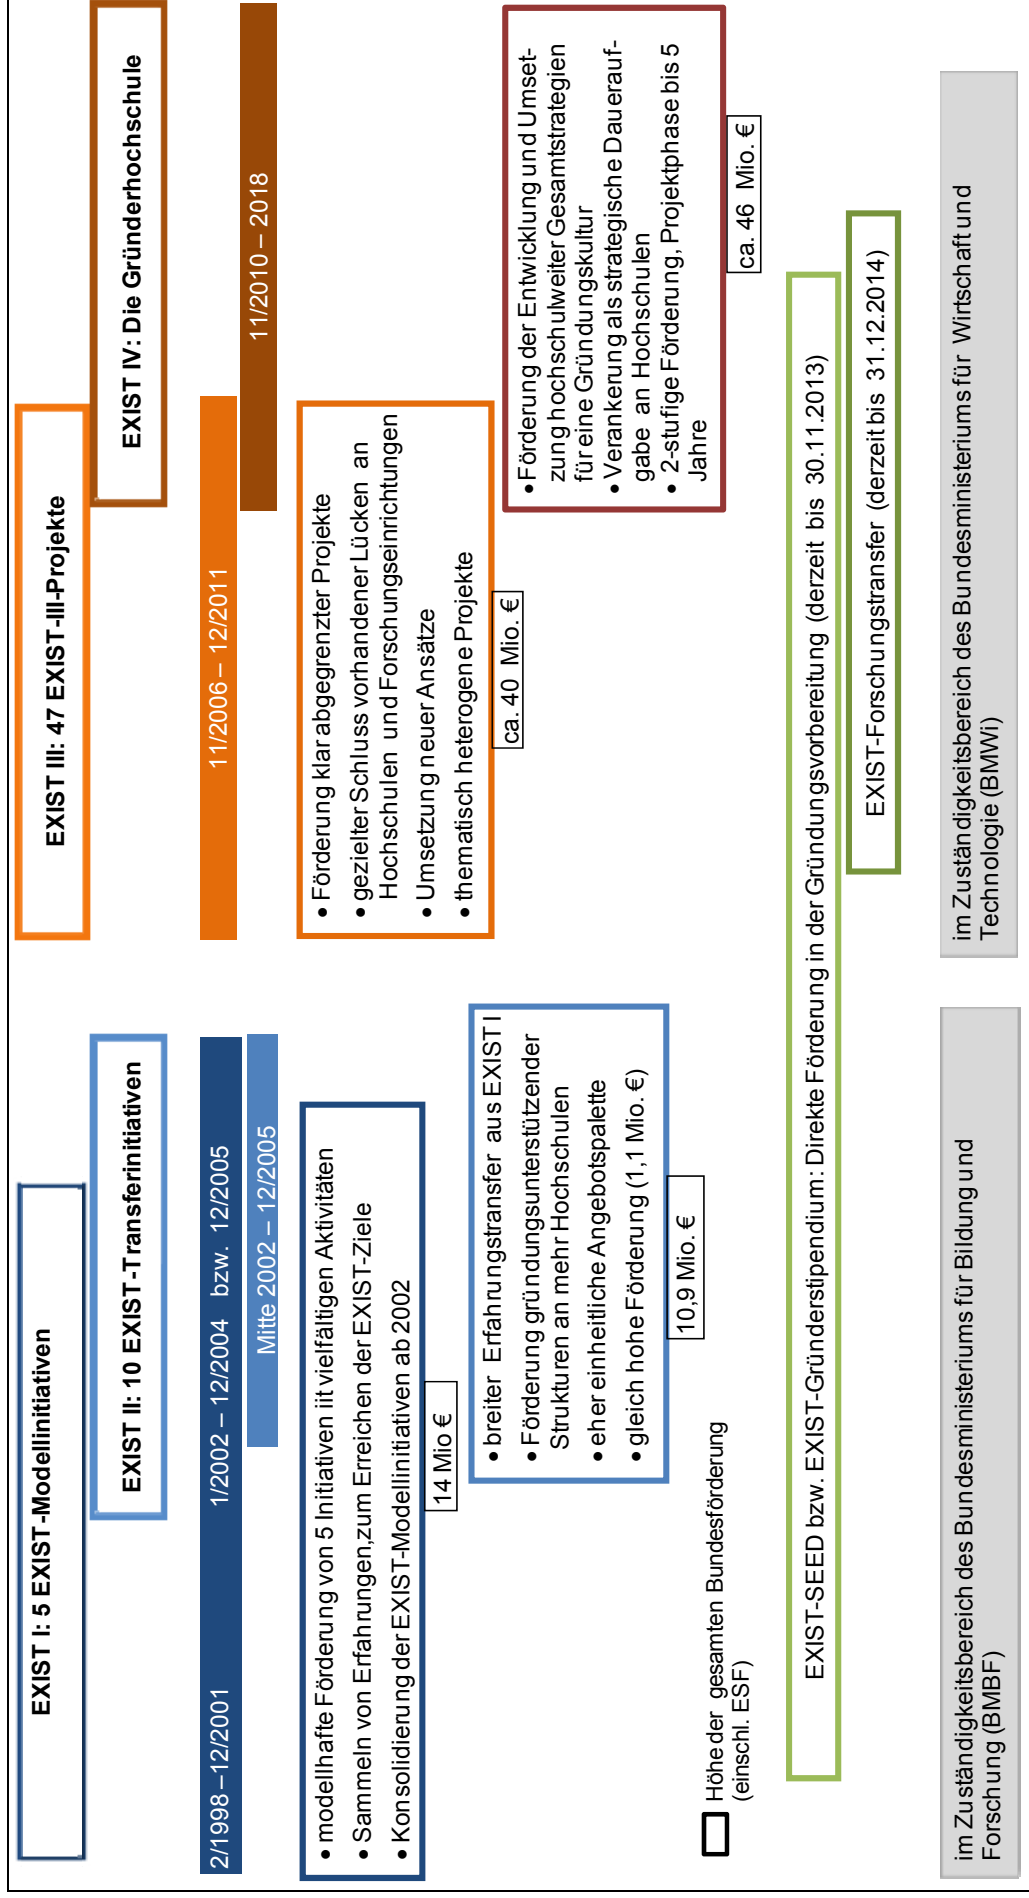 EXIST I: 5 EXIST-Modellinitiativen
EXIST II: 10 EXIST-Transferinitiativen
EXIST III: 47 EXIST-III-Projekte
EXIST IV: Die Gründerhochschule
2/1998 –12/2001
1/2002 – 12/2004 bzw. 12/2005
Mitte 2002 – 12/2005
11/2006 – 12/2011
11/2010 – 2018
• modellhafte Förderung von 5 Initiativen iit vielfältigen Aktivitäten
• Sammeln von Erfahrungen,zum Erreichen der EXIST-Ziele
• Konsolidierung der EXIST-Modellinitiativen ab 2002
14 Mio €
• breiter Erfahrungstransfer aus EXIST I
• Förderung gründungsunterstützender
Strukturen an mehr Hochschulen
• eher einheitliche Angebotspalette
• gleich hohe Förderung (1,1 Mio. €)
10,9 Mio. €
• Förderung klar abgegrenzter Projekte
• gezielter Schluss vorhandener Lücken an
Hochschulen und Forschungseinrichtungen
• Umsetzung neuer Ansätze
• thematisch heterogene Projekte
ca. 40 Mio. €
• Förderung der Entwicklung und Umset-
zung hochschulweiter Gesamtstrategien
für eine Gründungskultur
• Verankerung als strategische Dauerauf-
gabe an Hochschulen
• 2-stufige Förderung, Projektphase bis 5
Jahre
ca. 46 Mio. €
Höhe der gesamten Bundesförderung
(einschl. ESF)
EXIST-SEED bzw. EXIST-Gründerstipendium: Direkte Förderung in der Gründungsvorbereitung (derzeit bis 30.11.2013)
EXIST-Forschungstransfer (derzeit bis 31.12.2014)
im Zuständigkeitsbereich des Bundesministeriums für Bildung und
Forschung (BMBF)
im Zuständigkeitsbereich des Bundesministeriums für Wirtschaft und
Technologie (BMWi)